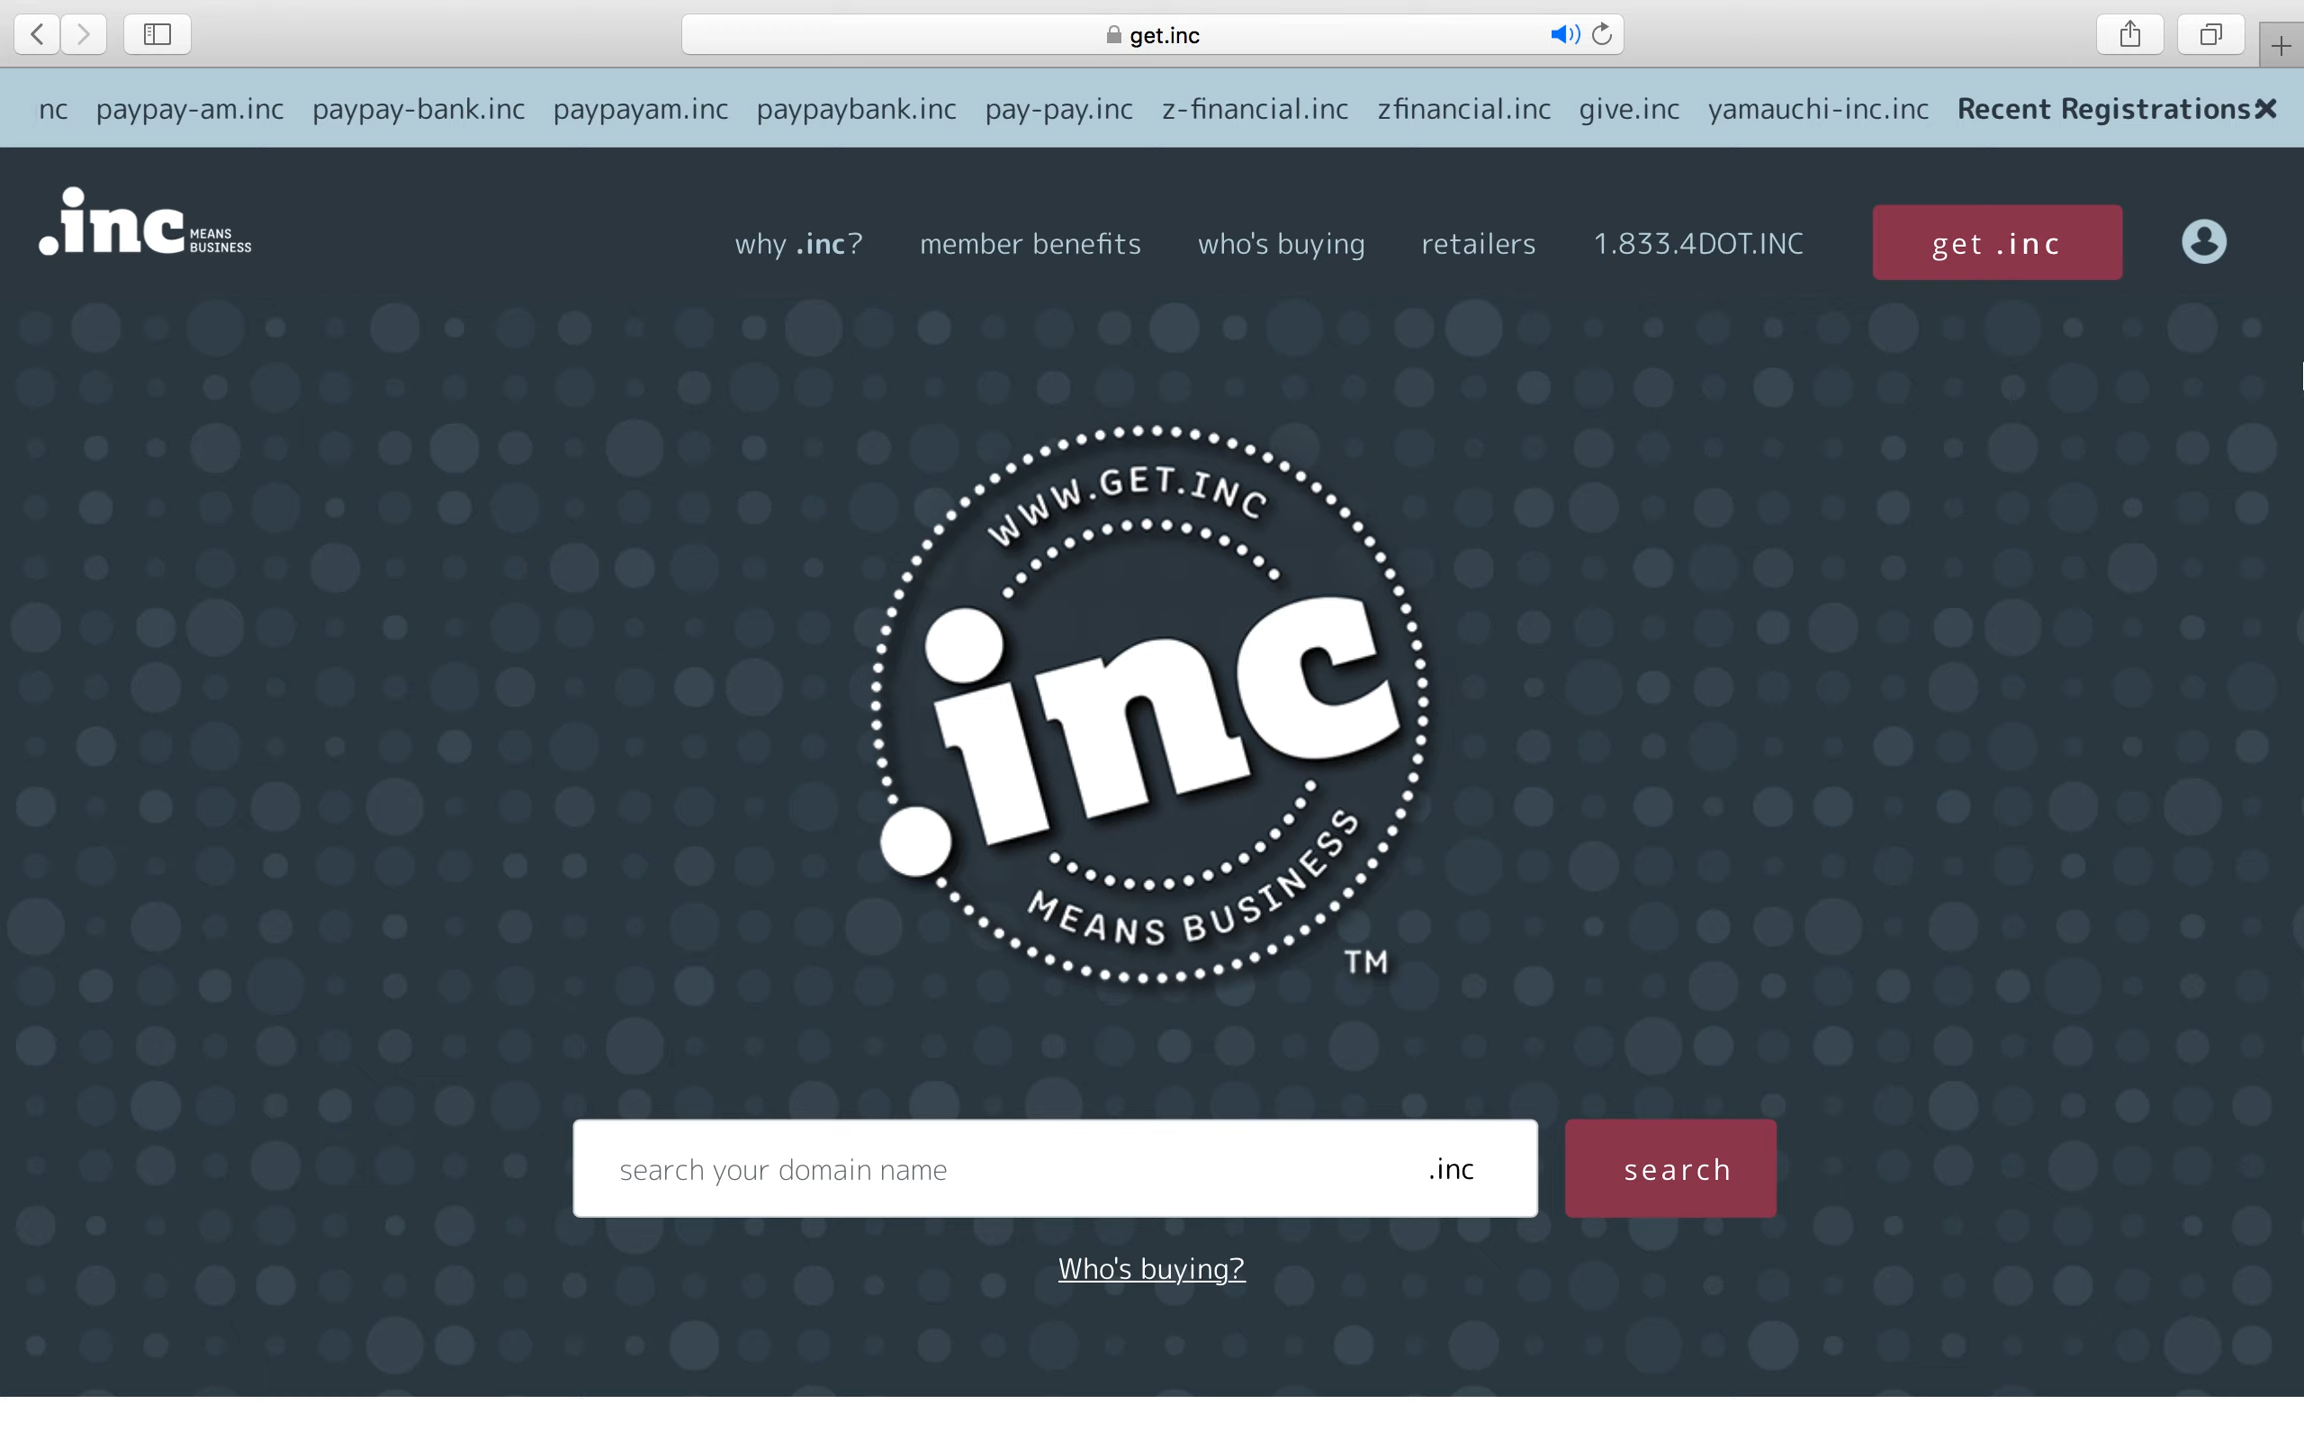 get.inc
nc paypay-am.inc paypay-bank.inc paypayam.inc paypaybank.inc pay-pay.inc z-financial.inc zfinancial.inc give.inc yamauchi-inc.inc Recent Registrations
.inc MEANS BUSINESS
why .inc? member benefits who's buying retailers 1.833.4DOT.INC get .inc
WWW.GET.INC
.inc
MEANS BUSINESS
TM
search your domain name .inc search
Who's buying?